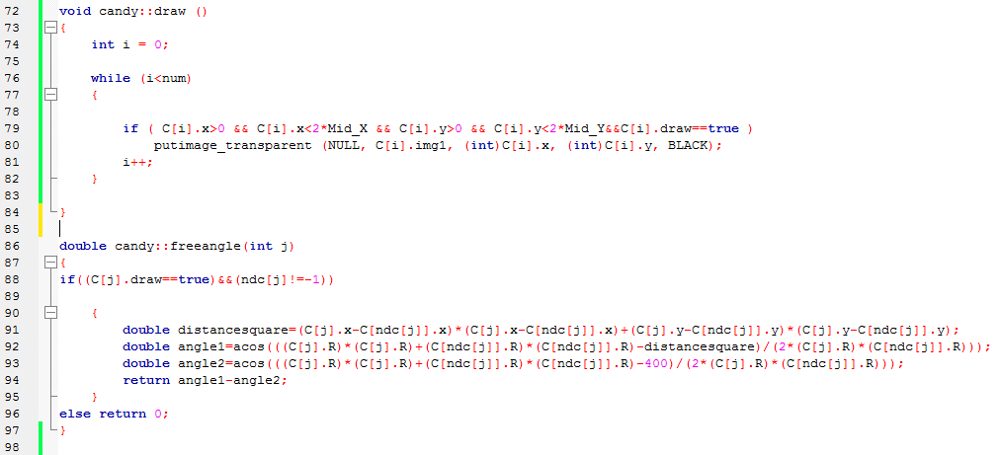 72 void candy::draw ()
73 {
74     int i = 0;
75
76     while (i<num)
77     {
78
79         if ( C[i].x>0 && C[i].x<2*Mid_X && C[i].y>0 && C[i].y<2*Mid_Y&&C[i].draw==true )
80             putimage_transparent (NULL, C[i].img1, (int)C[i].x, (int)C[i].y, BLACK);
81         i++;
82     }
83
84 }
85
86 double candy::freeangle(int j)
87 {
88 if((C[j].draw==true)&&(ndc[j]!=-1))
89
90     {
91         double distancesquare=(C[j].x-C[ndc[j]].x)*(C[j].x-C[ndc[j]].x)+(C[j].y-C[ndc[j]].y)*(C[j].y-C[ndc[j]].y);
92         double angle1=acos(((C[j].R)*(C[j].R)+(C[ndc[j]].R)*(C[ndc[j]].R)-distancesquare)/(2*(C[j].R)*(C[ndc[j]].R)));
93         double angle2=acos(((C[j].R)*(C[j].R)+(C[ndc[j]].R)*(C[ndc[j]].R)-400)/(2*(C[j].R)*(C[ndc[j]].R)));
94         return angle1-angle2;
95     }
96 else return 0;
97 }
98